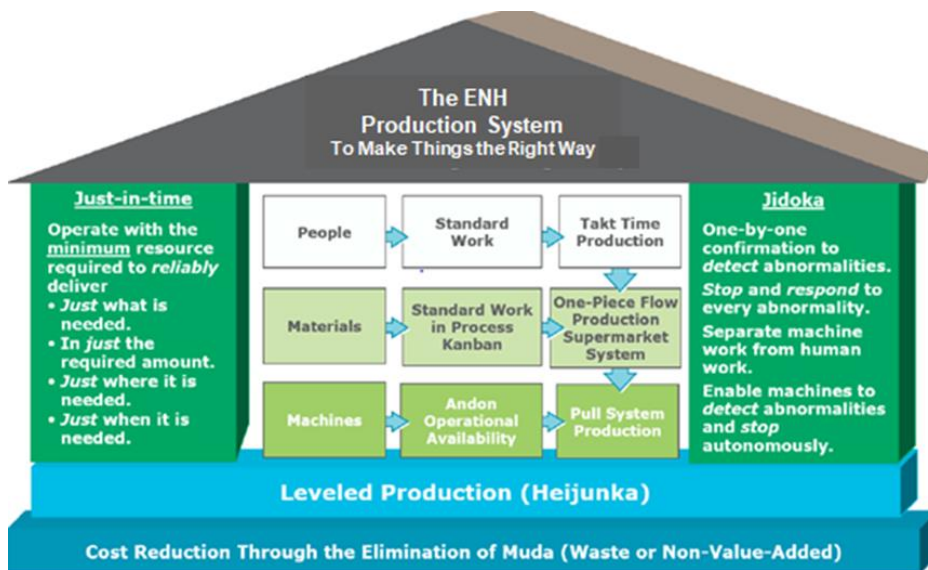 The ENH
Production System
To Make Things the Right Way
Just-in-time
Operate with the
minimum resource
required to reliably
deliver
• Just what is
needed.
• In just the
required amount.
• Just where it is
needed.
• Just when it is
needed.
People
Standard
Work
Takt Time
Production
Materials
Standard Work
in Process
Kanban
One-Piece Flow
Production
Supermarket
System
Machines
Andon
Operational
Availability
Pull System
Production
Jidoka
One-by-one
confirmation to
detect abnormalities.
Stop and respond to
every abnormality.
Separate machine
work from human
work.
Enable machines to
detect abnormalities
and stop
autonomously.
Leveled Production (Heijunka)
Cost Reduction Through the Elimination of Muda (Waste or Non-Value-Added)